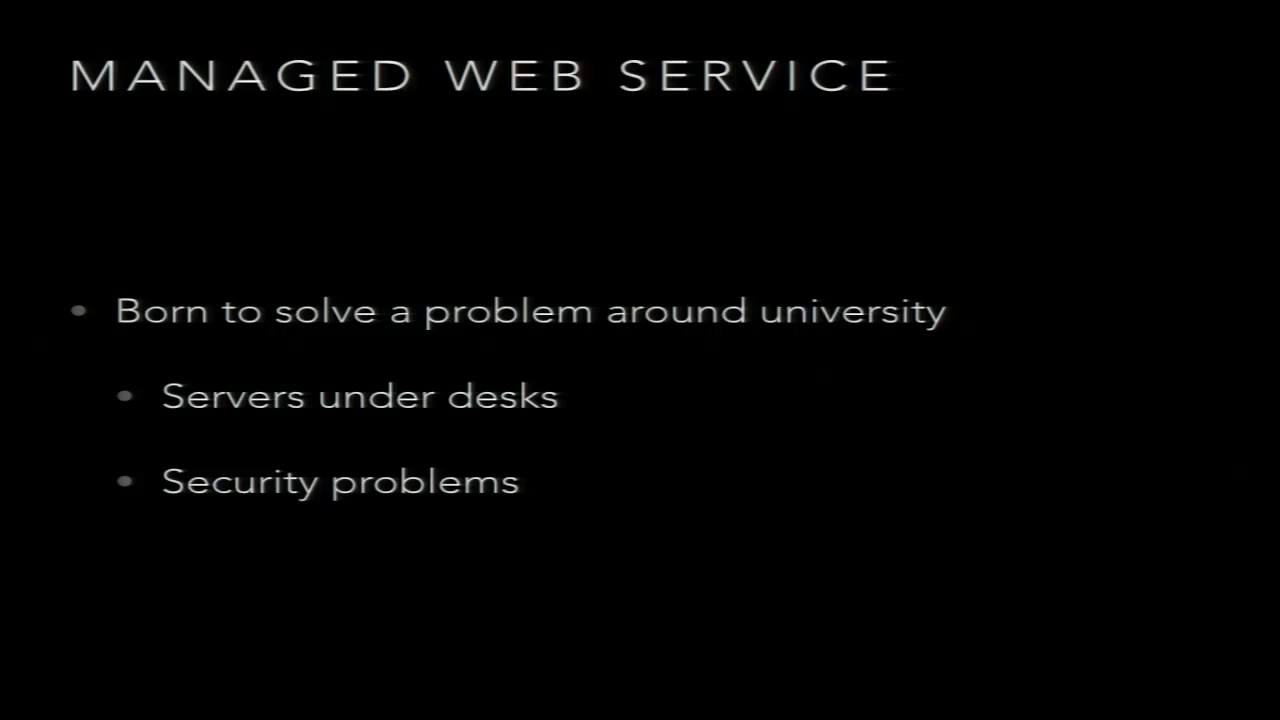 MANAGED WEB SERVICE
• Born to solve a problem around university
• Servers under desks
• Security problems